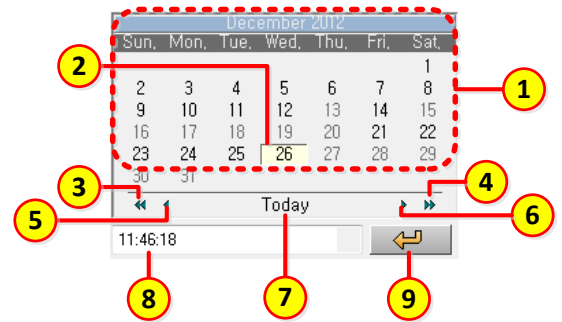 December 2012
Sun, Mon, Tue, Wed, Thu, Fri, Sat,
1
2 3 4 5 6 7 8
9 10 11 12 13 14 15
16 17 18 19 20 21 22
23 24 25 26 27 28 29
30 31
Today
11:46:18
2
1
3
4
5
6
8
7
9